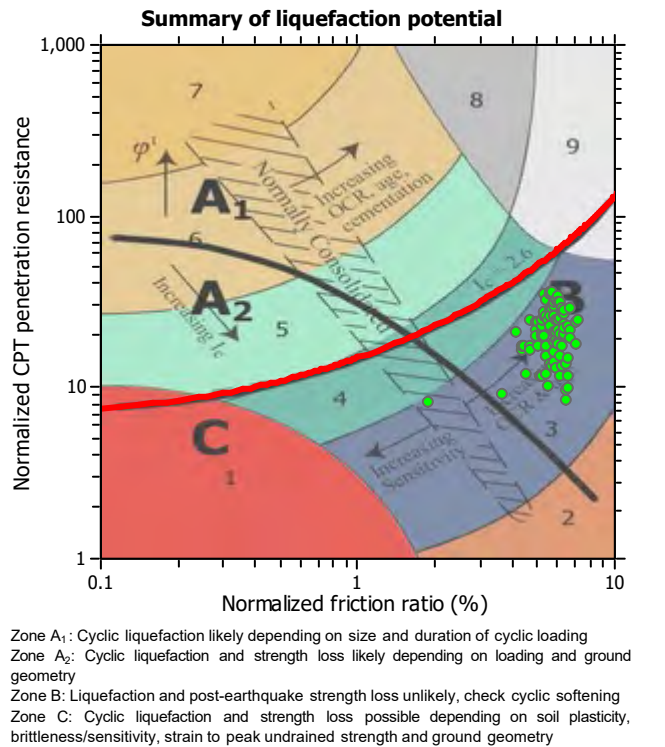 Summary of liquefaction potential
1,000
7
8
9
φ'
Increasing
OCR, age,
cementation
A1
Normally Consolidated
100
6
Ic = 2.6
A2
B
Increasing Ic
5
10
4
3
C
Increasing
Sensitivity
1
2
1
0.1
1
10
Normalized CPT penetration resistance
Normalized friction ratio (%)
Zone A1: Cyclic liquefaction likely depending on size and duration of cyclic loading
Zone A2: Cyclic liquefaction and strength loss likely depending on loading and ground
geometry
Zone B: Liquefaction and post-earthquake strength loss unlikely, check cyclic softening
Zone C: Cyclic liquefaction and strength loss possible depending on soil plasticity,
brittleness/sensitivity, strain to peak undrained strength and ground geometry